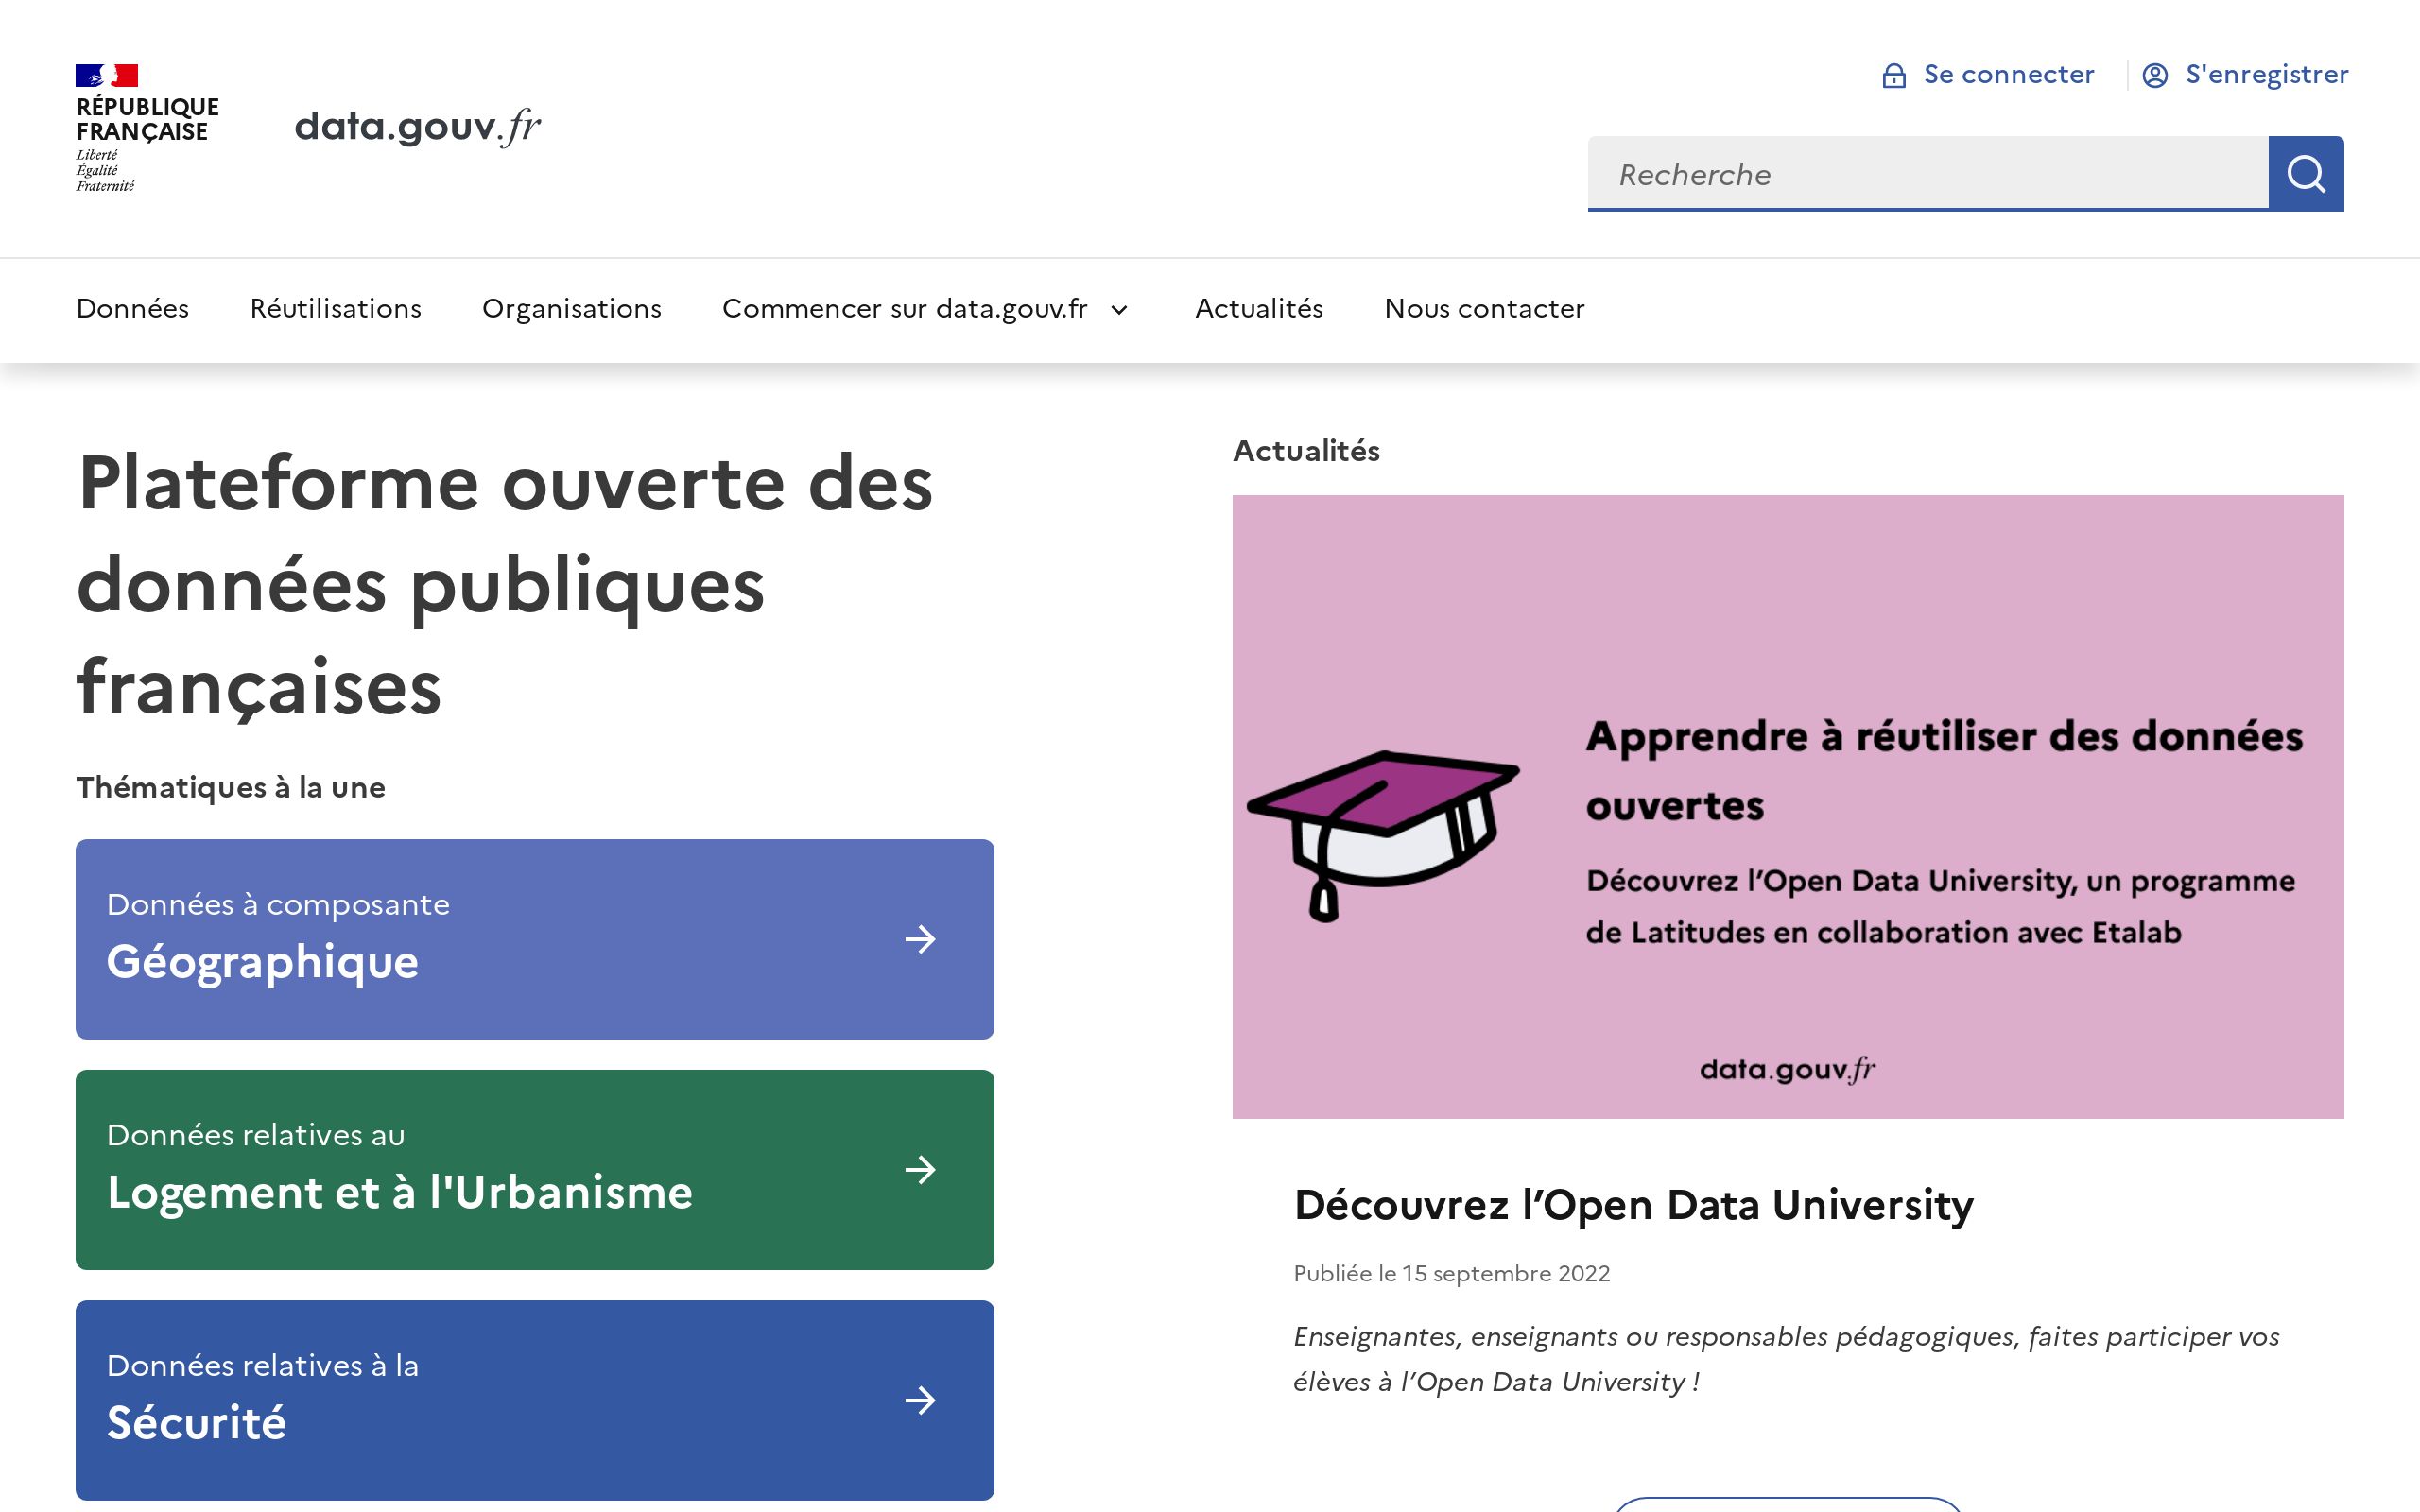 RÉPUBLIQUE
FRANÇAISE
Liberté
Égalité
Fraternité
data.gouv.fr
Se connecter
S'enregistrer
Recherche
Données
Réutilisations
Organisations
Commencer sur data.gouv.fr
Actualités
Nous contacter
Plateforme ouverte des
données publiques
françaises
Thématiques à la une
Données à composante
Géographique
Données relatives au
Logement et à l'Urbanisme
Données relatives à la
Sécurité
Actualités
Apprendre à réutiliser des données
ouvertes
Découvrez l’Open Data University, un programme
de Latitudes en collaboration avec Etalab
data.gouv.fr
Découvrez l’Open Data University
Publiée le 15 septembre 2022
Enseignantes, enseignants ou responsables pédagogiques, faites participer vos
élèves à l’Open Data University !